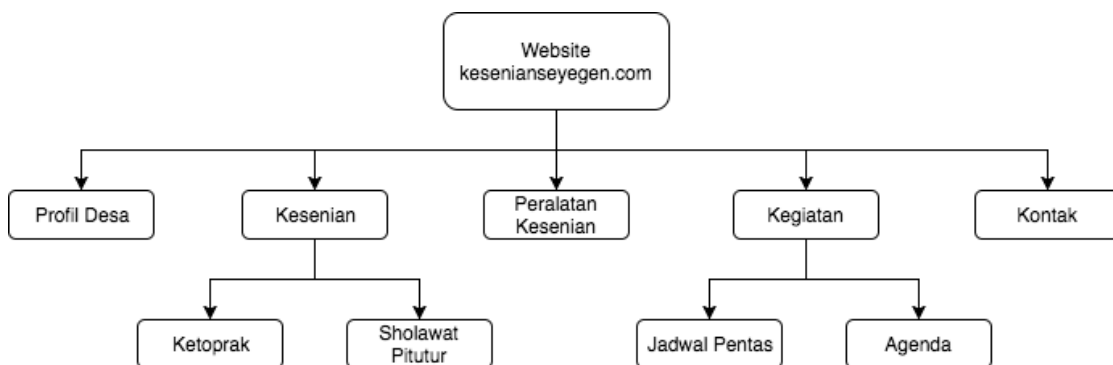 Website
kesenianseyegen.com
Profil Desa
Kesenian
Peralatan
Kesenian
Kegiatan
Kontak
Ketoprak
Sholawat
Pitutur
Jadwal Pentas
Agenda